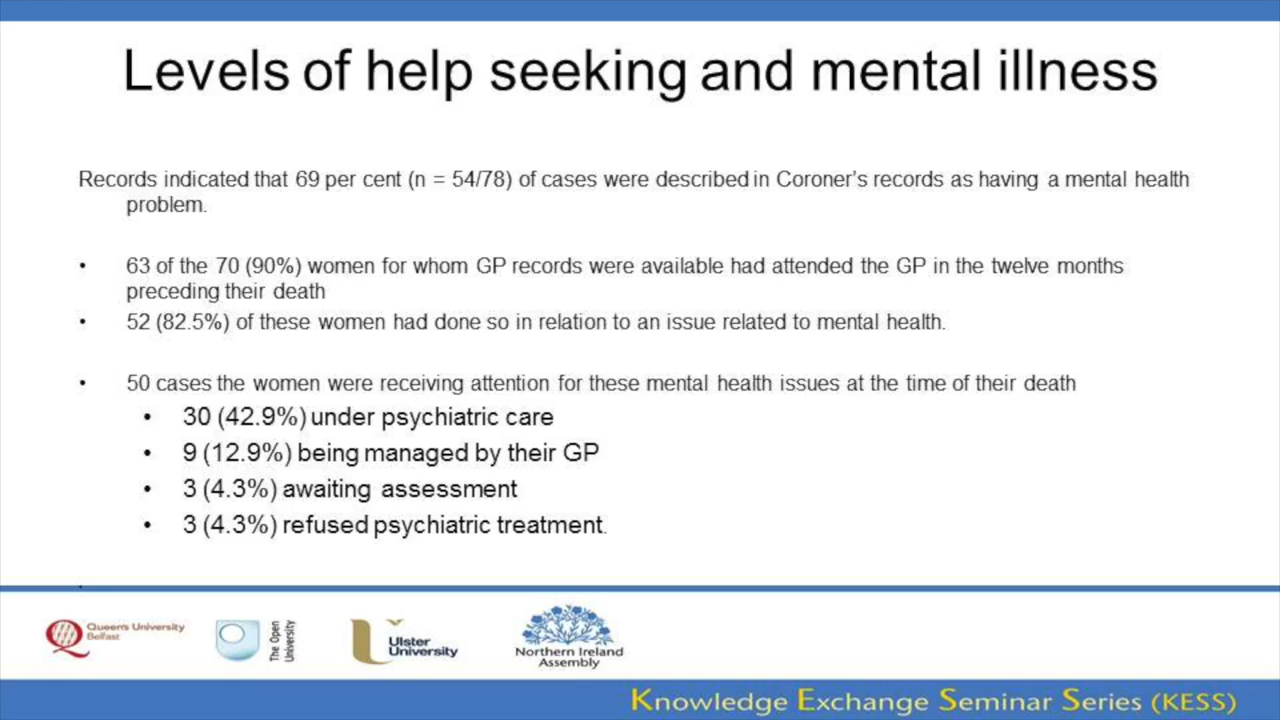 Levels of help seeking and mental illness
Records indicated that 69 per cent (n = 54/78) of cases were described in Coroner's records as having a mental health
problem.
• 63 of the 70 (90%) women for whom GP records were available had attended the GP in the twelve months
preceding their death
• 52 (82.5%) of these women had done so in relation to an issue related to mental health.
• 50 cases the women were receiving attention for these mental health issues at the time of their death
• 30 (42.9%) under psychiatric care
• 9 (12.9%) being managed by their GP
• 3 (4.3%) awaiting assessment
• 3 (4.3%) refused psychiatric treatment.
Queen's University
Belfast
The Open
University
Ulster
University
Northern Ireland
Assembly
Knowledge Exchange Seminar Series (KESS)